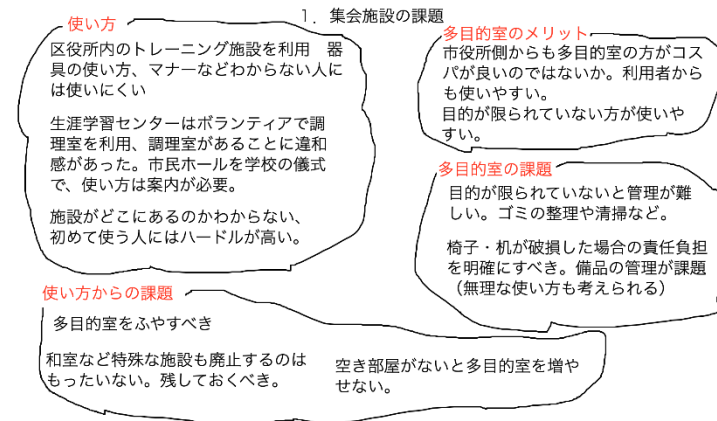 1．集会施設の課題
使い方
区役所内のトレーニング施設を利用　器
具の使い方、マナーなどわからない人に
は使いにくい
生涯学習センターはボランティアで調
理室を利用、調理室があることに違和
感があった。市民ホールを学校の儀式
で、使い方は案内が必要。
施設がどこにあるのかわからない、
初めて使う人にはハードルが高い。
多目的室のメリット
市役所側からも多目的室の方がコス
パが良いのではないか。利用者から
も使いやすい。
目的が限られていない方が使いや
すい。
多目的室の課題
目的が限られていないと管理が難
しい。ゴミの整理や清掃など。
椅子・机が破損した場合の責任負担
を明確にすべき。備品の管理が課題
（無理な使い方も考えられる）
使い方からの課題
多目的室をふやすべき
和室など特殊な施設も廃止するのは
もったいない。残しておくべき。
空き部屋がないと多目的室を増や
せない。